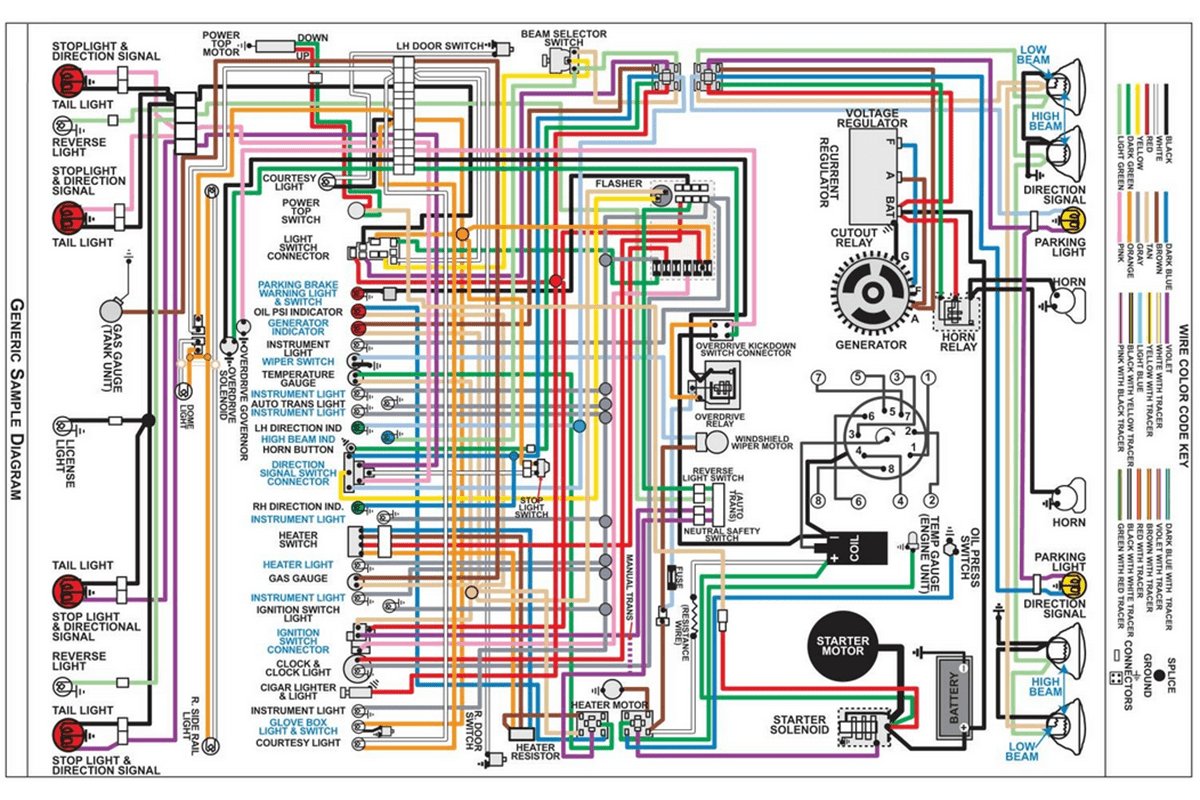 GENERIC SAMPLE DIAGRAM
STOPLIGHT &
DIRECTION SIGNAL
TAIL LIGHT
REVERSE
LIGHT
STOPLIGHT
& DIRECTION
SIGNAL
TAIL LIGHT
GAS GAUGE
(TANK UNIT)
LICENSE
LIGHT
TAIL LIGHT
STOP LIGHT
& DIRECTIONAL
SIGNAL
REVERSE
LIGHT
TAIL LIGHT
STOP LIGHT &
DIRECTION SIGNAL
POWER
TOP
MOTOR
DOWN
UP
DOME
LIGHT
OVERDRIVE
SOLENOID
OVERDRIVE GOVERNOR
R. SIDE RAIL
LIGHT
LH DOOR SWITCH
BEAM SELECTOR
SWITCH
COURTESY
LIGHT
POWER
TOP
SWITCH
LIGHT
SWITCH
CONNECTOR
PARKING BRAKE
WARNING LIGHT
& SWITCH
OIL PSI INDICATOR
GENERATOR
INDICATOR
INSTRUMENT
LIGHT
WIPER SWITCH
TEMPERATURE
GAUGE
INSTRUMENT LIGHT
AUTO TRANS LIGHT
INSTRUMENT LIGHT
LH DIRECTION IND
HIGH BEAM IND
HORN BUTTON
DIRECTION
SIGNAL SWITCH
CONNECTOR
RH DIRECTION IND.
INSTRUMENT LIGHT
HEATER
SWITCH
HEATER LIGHT
GAS GAUGE
INSTRUMENT LIGHT
IGNITION SWITCH
LIGHT
IGNITION
SWITCH
CONNECTOR
CLOCK &
CLOCK LIGHT
CIGAR LIGHTER
& LIGHT
INSTRUMENT LIGHT
GLOVE BOX
LIGHT & SWITCH
COURTESY LIGHT
R. DOOR
SWITCH
STOP
LIGHT
SWITCH
FLASHER
OVERDRIVE KICKDOWN
SWITCH CONNECTOR
OVERDRIVE
RELAY
WINDSHIELD
WIPER MOTOR
REVERSE
LIGHT SWITCH
(AUTO
TRANS)
NEUTRAL SAFETY
SWITCH
MANUAL TRANS
FUSE
(RESISTANCE
WIRE)
HEATER MOTOR
HEATER
RESISTOR
VOLTAGE
REGULATOR
CURRENT
REGULATOR
F
A
BAT
CUTOUT
RELAY
G
F
A
GENERATOR
HORN
RELAY
7
5
3
1
6
5
7
3
2
4
1
8
8
6
4
2
COIL
+
-
TEMP GAUGE
(ENGINE UNIT)
OIL PRESS
SWITCH
STARTER
MOTOR
STARTER
SOLENOID
BATTERY
LOW
BEAM
HIGH
BEAM
DIRECTION
SIGNAL
PARKING
LIGHT
HORN
HORN
PARKING
LIGHT
DIRECTION
SIGNAL
HIGH
BEAM
LOW
BEAM
WIRE COLOR CODE KEY
BLACK
WHITE
RED
YELLOW
DARK GREEN
LIGHT GREEN
DARK BLUE
BROWN
TAN
GRAY
ORANGE
PINK
VIOLET
WHITE WITH TRACER
YELLOW WITH TRACER
LIGHT BLUE
BLACK WITH YELLOW TRACER
PINK WITH BLACK TRACER
DARK BLUE WITH TRACER
VIOLET WITH TRACER
BROWN WITH TRACER
RED WITH TRACER
BLACK WITH WHITE TRACER
GREEN WITH RED TRACER
SPLICE
GROUND
CONNECTORS